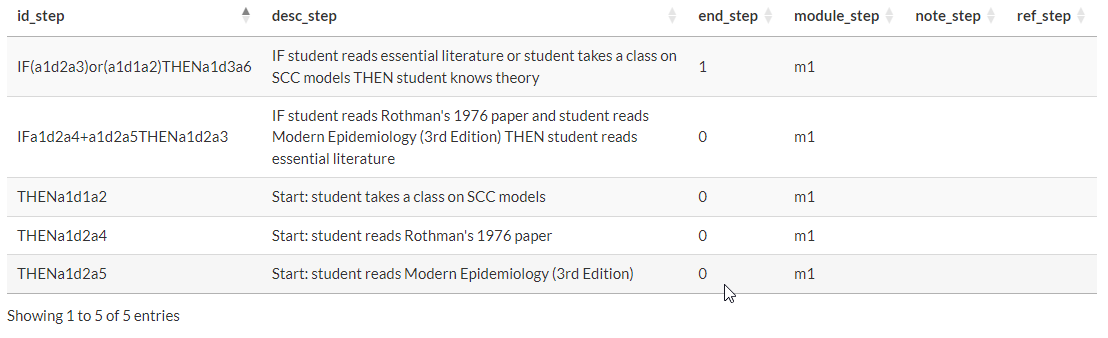 id_step desc_step end_step module_step note_step ref_step
IF(a1d2a3)or(a1d1a2)THENa1d3a6 IF student reads essential literature or student takes a class on 1 m1
SCC models THEN student knows theory
IF student reads Rothman's 1976 paper and student reads
IFa1d2a4+a1d2a5THENa1d2a3 Modern Epidemiology (3rd Edition) THEN student reads 0 m1
essential literature
THENa1d1a2 Start: student takes a class on SCC models 0 m1
THENa1d2a4 Start: student reads Rothman's 1976 paper 0 m1
THENa1d2a5 Start: student reads Modern Epidemiology (3rd Edition) 0 m1
Showing 1 to 5 of 5 entries